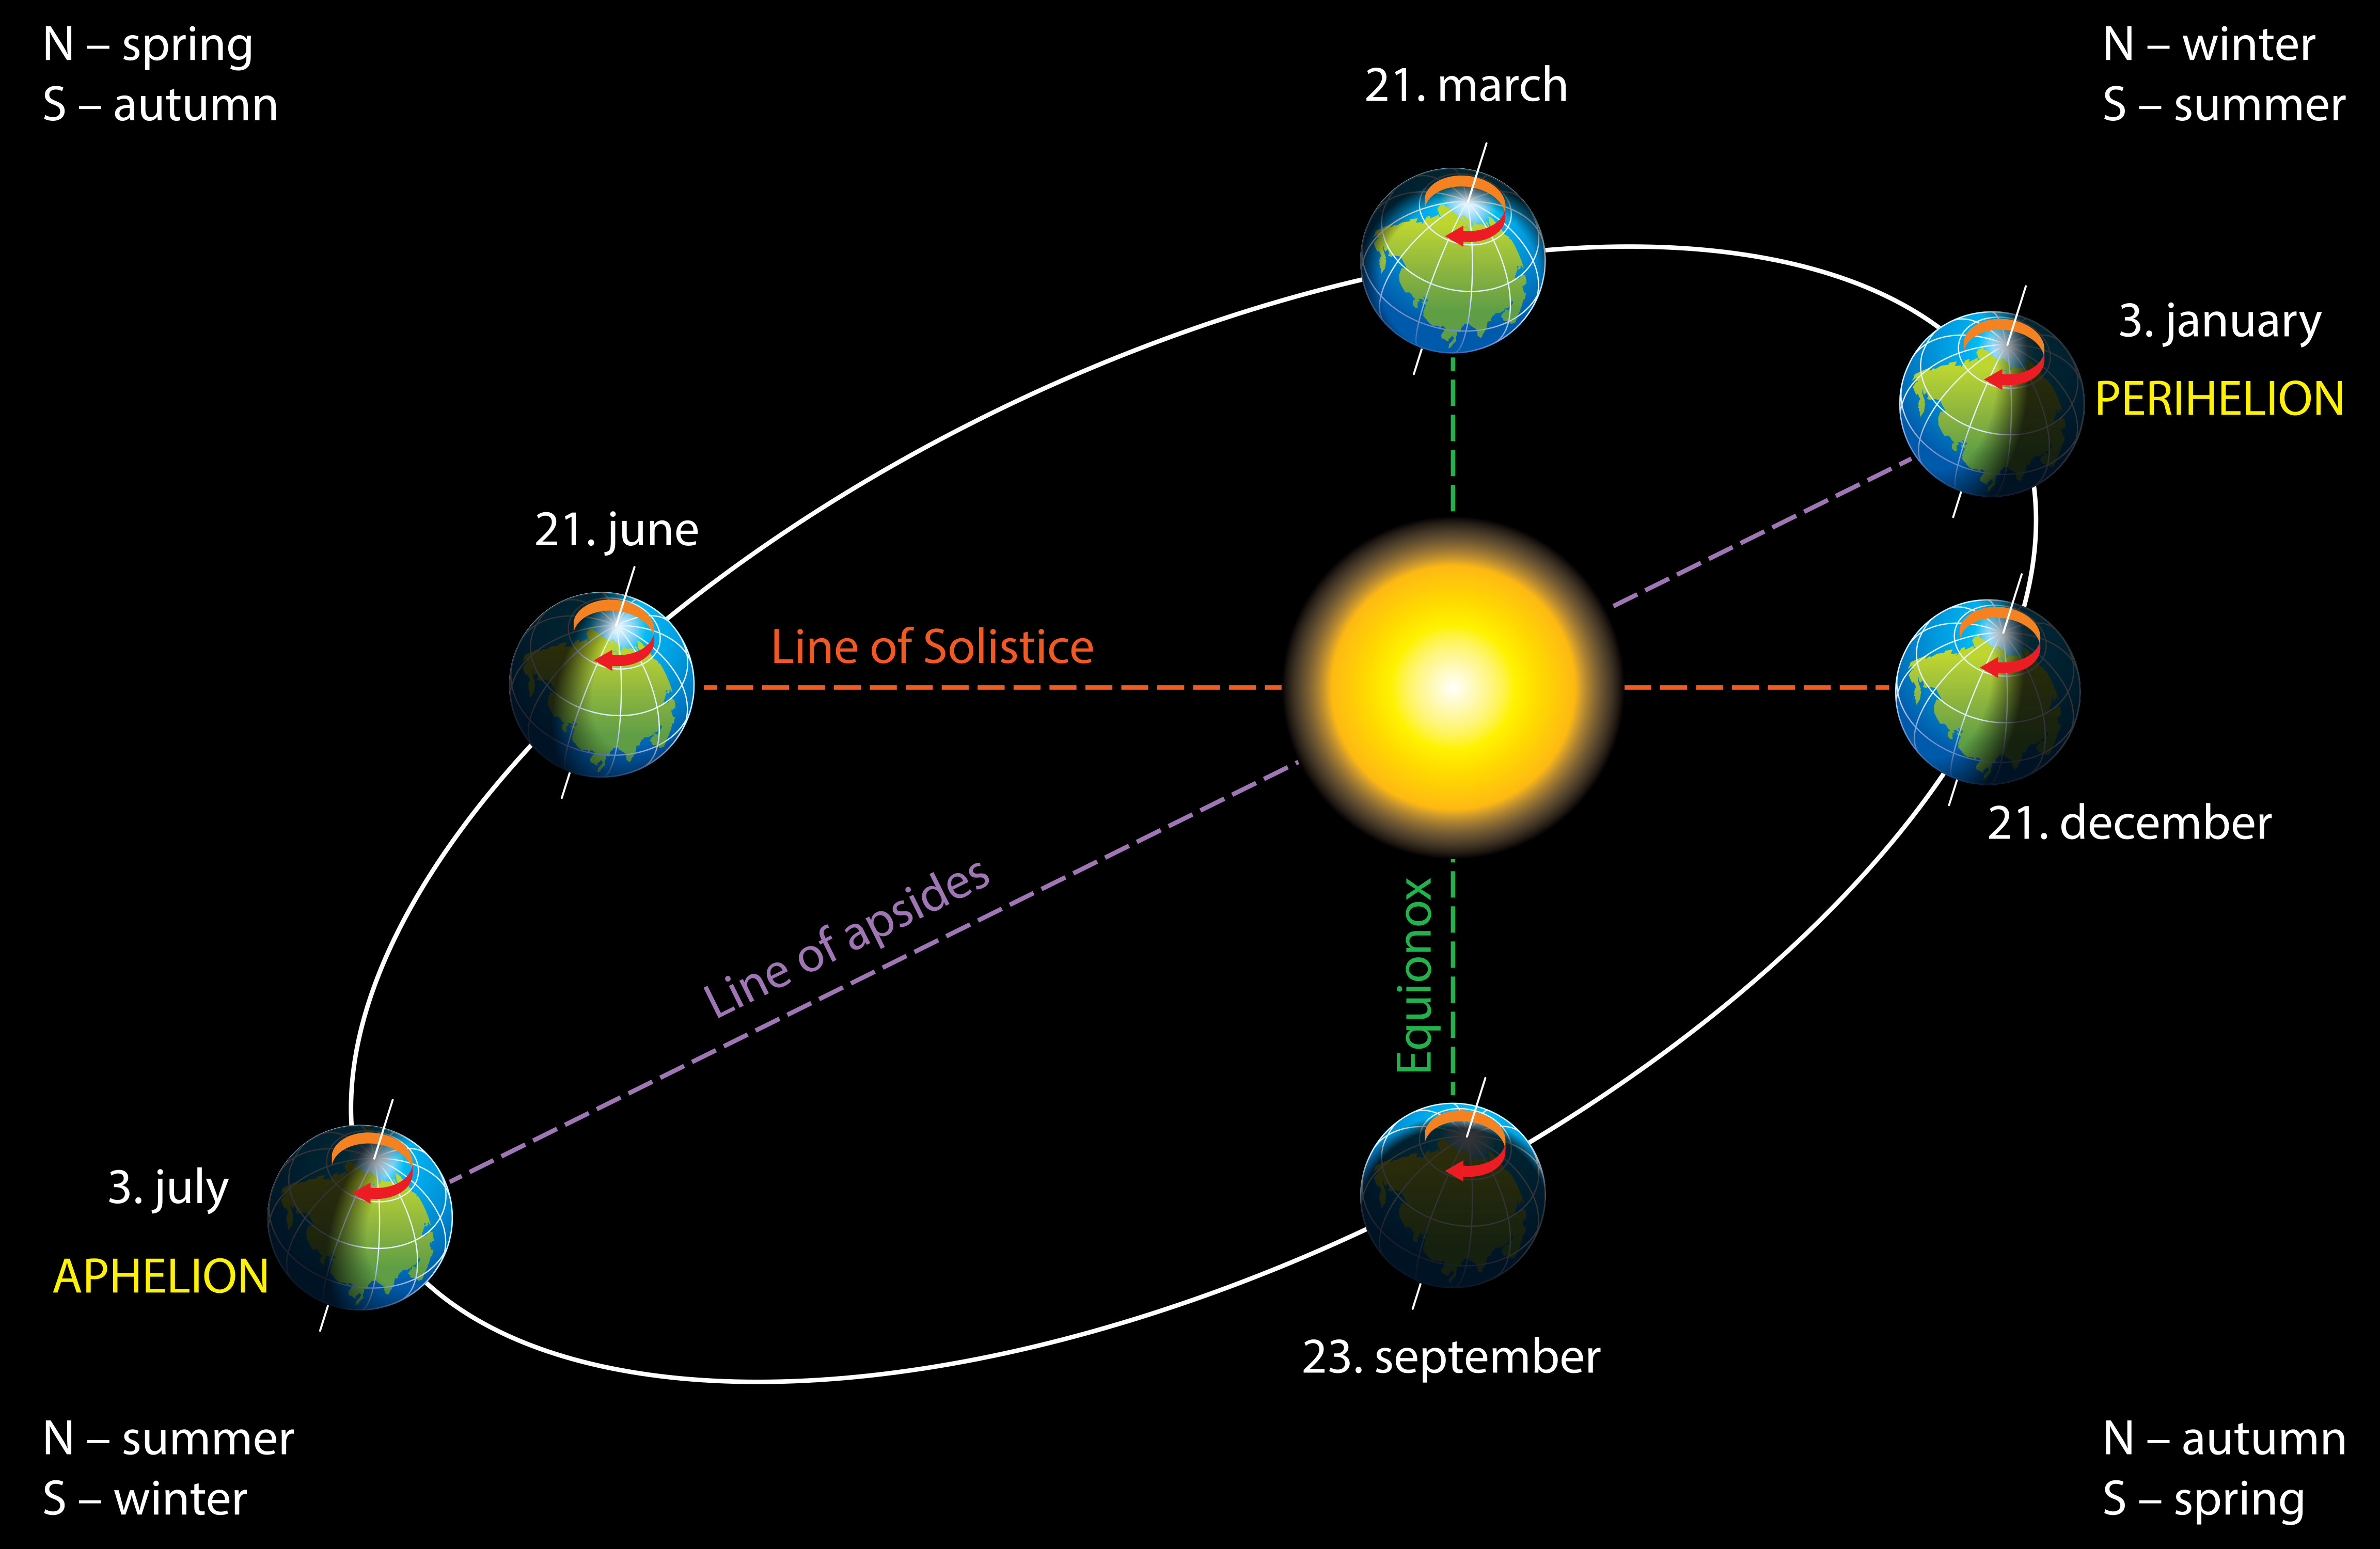 N – spring
S – autumn
21. march
N – winter
S – summer
3. january
PERIHELION
21. june
Line of Solistice
21. december
Line of apsides
Equionox
3. july
APHELION
23. september
N – summer
S – winter
N – autumn
S – spring